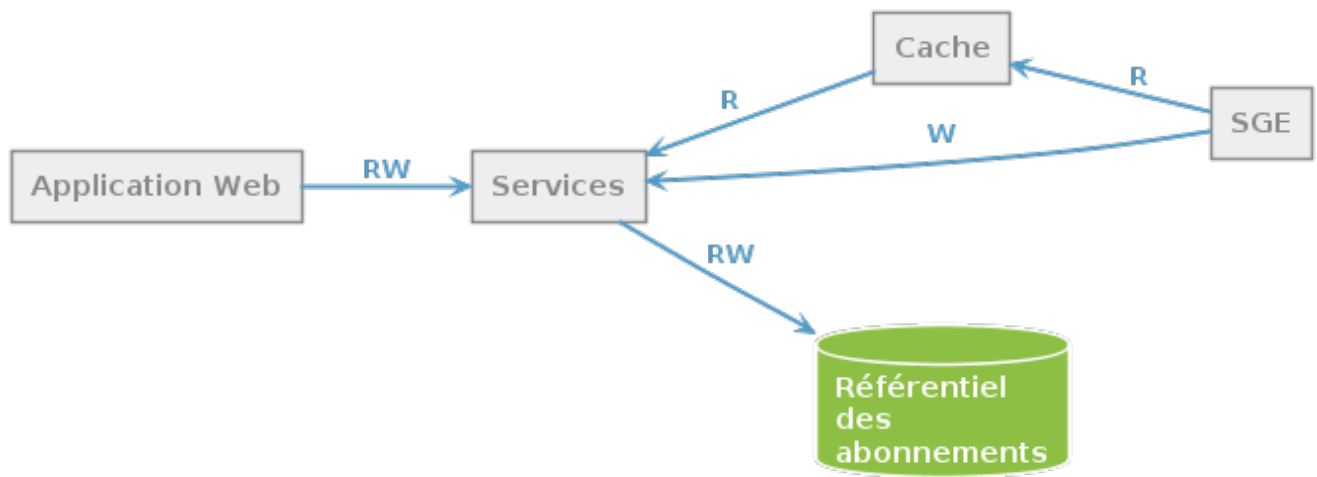 Cache
R
R
SGE
W
Application Web
RW
Services
RW
Référentiel
des
abonnements